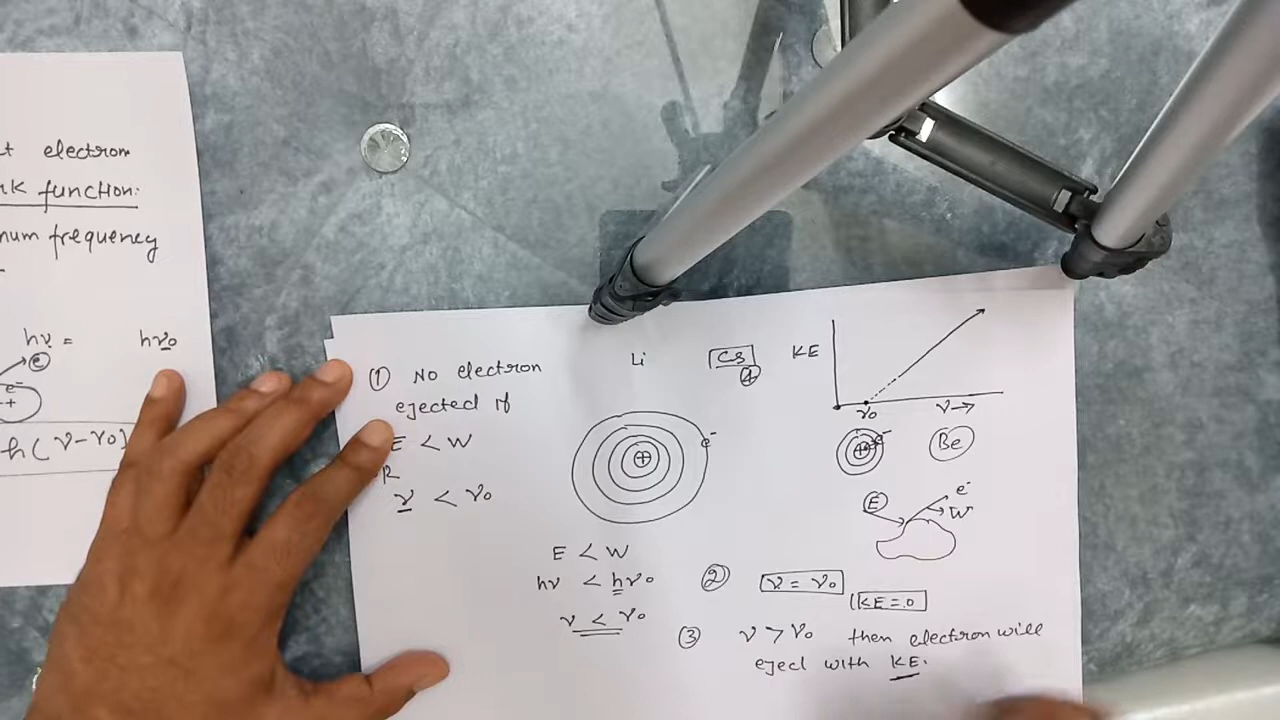 electron
function:
frequency
hν = hν₀
e
e⁻
+
h(ν-ν₀)
① No electron
ejected if
E < W
ν < ν₀
Li
Cs
e⁻
+
E < W
hν < hν₀
ν < ν₀
KE
ν₀ ν→
+ e⁻
Be
E
e⁻
W
② ν = ν₀
KE=0
③ ν > ν₀ then electron will
eject with KE.